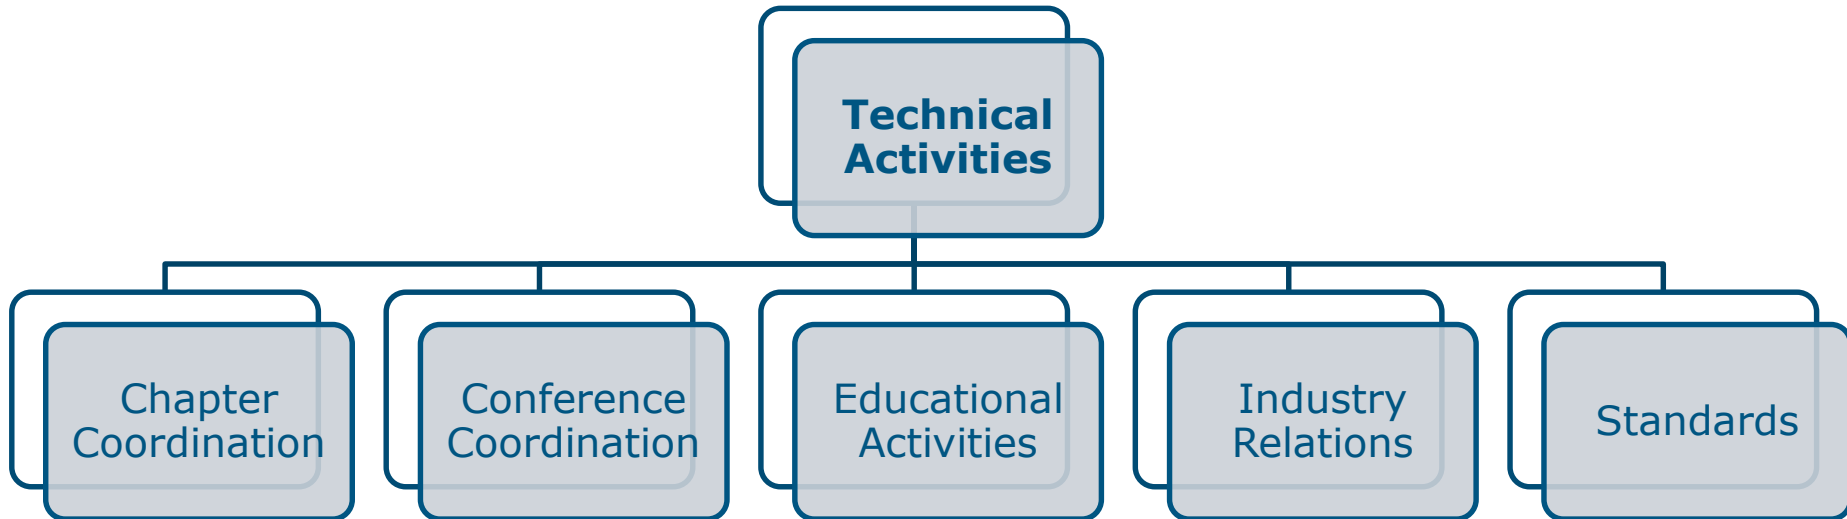 Technical
Activities
Chapter
Coordination
Conference
Coordination
Educational
Activities
Industry
Relations
Standards